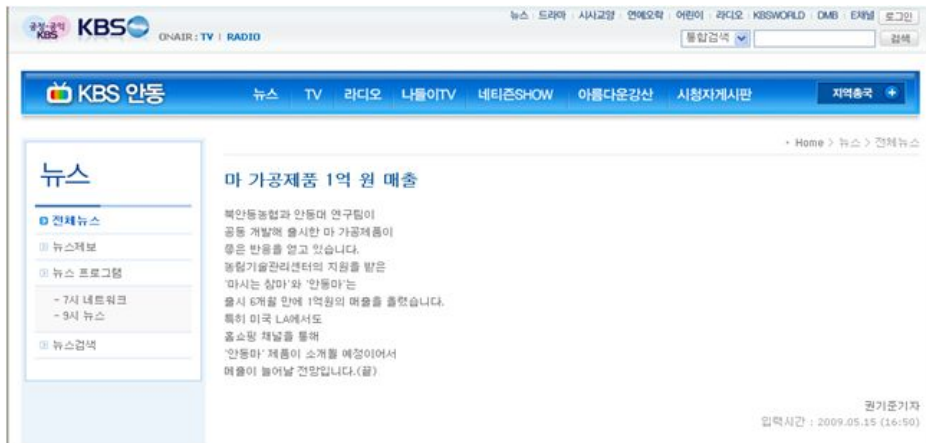 뉴스 드라마 시사교양 연예오락 어린이 라디오 KBSWORLD DMB E채널 로그인
공정·공익 KBS KBS ONAIR : TV | RADIO
통합검색 검색
KBS 안동 뉴스 TV 라디오 나들이TV 네티즌SHOW 아름다운강산 시청자게시판 지역총국 +
Home > 뉴스 > 전체뉴스
뉴스
전체뉴스
뉴스제보
뉴스 프로그램
- 7시 네트워크
- 9시 뉴스
뉴스검색
마 가공제품 1억 원 매출
북안동농협과 안동대 연구팀이
공동 개발해 출시한 마 가공제품이
좋은 반응을 얻고 있습니다.
농림기술관리센터의 지원을 받은
'마시는 참마'와 '안동마'는
출시 6개월 만에 1억원의 매출을 올렸습니다.
특히 미국 LA에서도
홈쇼핑 채널을 통해
'안동마' 제품이 소개될 예정이어서
매출이 늘어날 전망입니다.(끝)
권기준기자
입력시간 : 2009.05.15 (16:50)